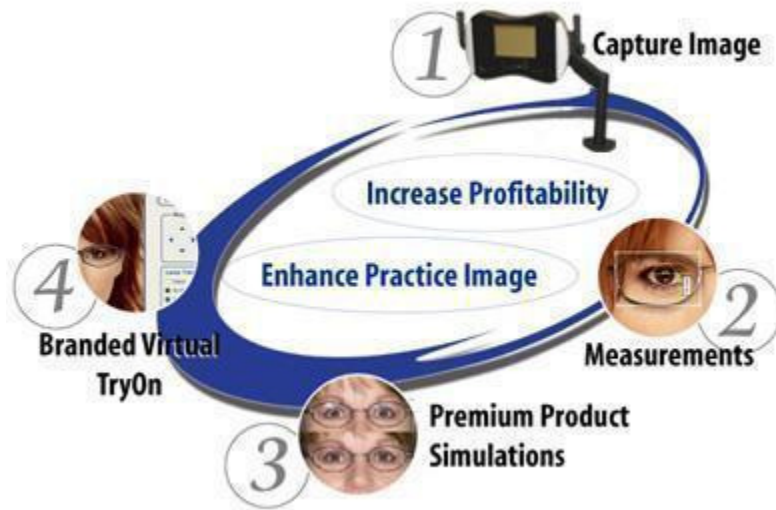 1
Capture Image
Increase Profitability
Enhance Practice Image
2
Measurements
3
Premium Product
Simulations
4
Branded Virtual
TryOn